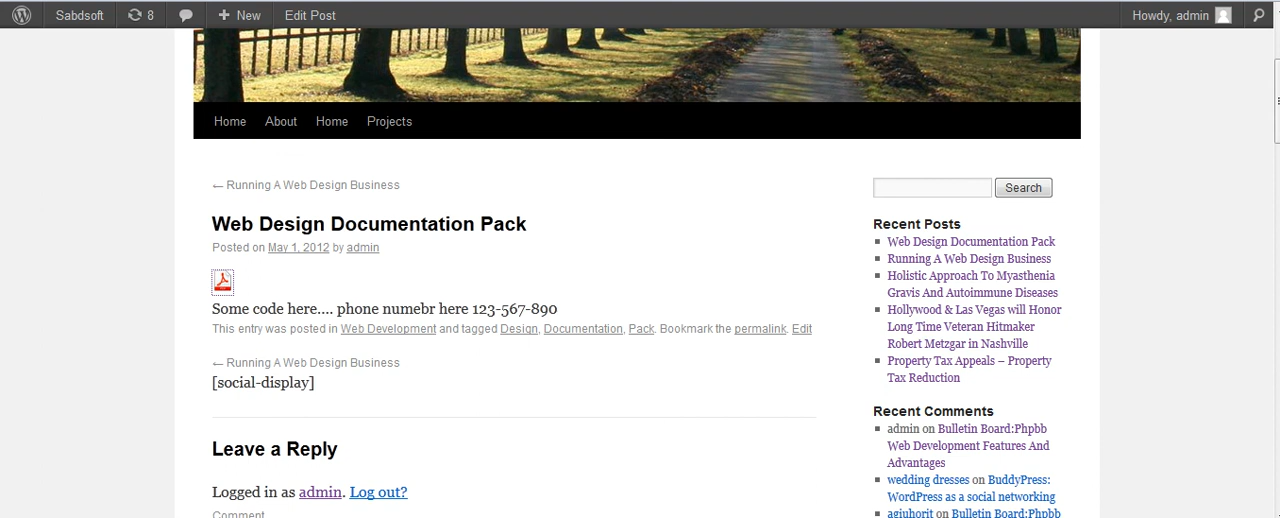 Sabdsoft 8 New Edit Post Howdy, admin
Home About Home Projects
← Running A Web Design Business
Web Design Documentation Pack
Posted on May 1, 2012 by admin
Some code here.... phone numebr here 123-567-890
This entry was posted in Web Development and tagged Design, Documentation, Pack. Bookmark the permalink. Edit
← Running A Web Design Business
[social-display]
Leave a Reply
Logged in as admin. Log out?
Comment
Search
Recent Posts
Web Design Documentation Pack
Running A Web Design Business
Holistic Approach To Myasthenia
Gravis And Autoimmune Diseases
Hollywood & Las Vegas will Honor
Long Time Veteran Hitmaker
Robert Metzgar in Nashville
Property Tax Appeals – Property
Tax Reduction
Recent Comments
admin on Bulletin Board:Phpbb
Web Development Features And
Advantages
wedding dresses on BuddyPress:
WordPress as a social networking
agiuhorit on Bulletin Board:Phpbb